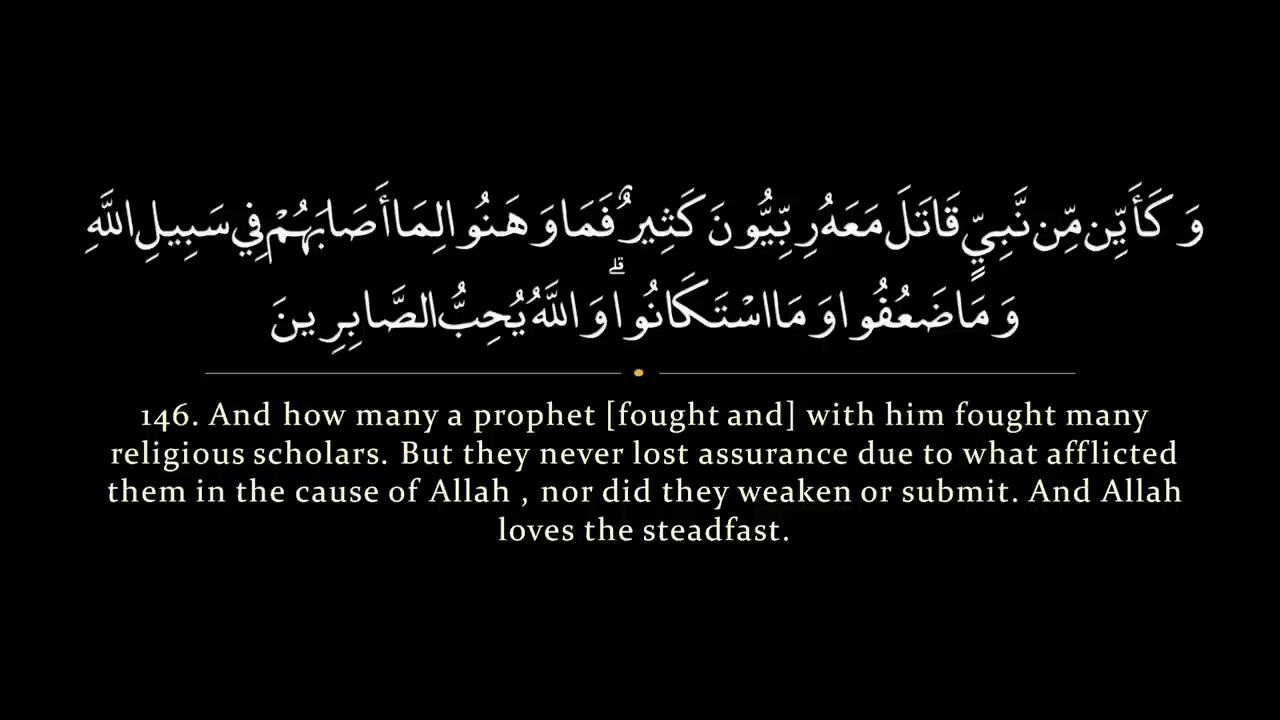 وَكَأَيِّن مِّن نَّبِيٍّ قَاتَلَ مَعَهُ رِبِّيُّونَ كَثِيرٌ فَمَا وَهَنُوا لِمَا أَصَابَهُمْ فِي سَبِيلِ اللَّهِ
وَمَا ضَعُفُوا وَمَا اسْتَكَانُوا ۗ وَاللَّهُ يُحِبُّ الصَّابِرِينَ
146. And how many a prophet [fought and] with him fought many
religious scholars. But they never lost assurance due to what afflicted
them in the cause of Allah , nor did they weaken or submit. And Allah
loves the steadfast.